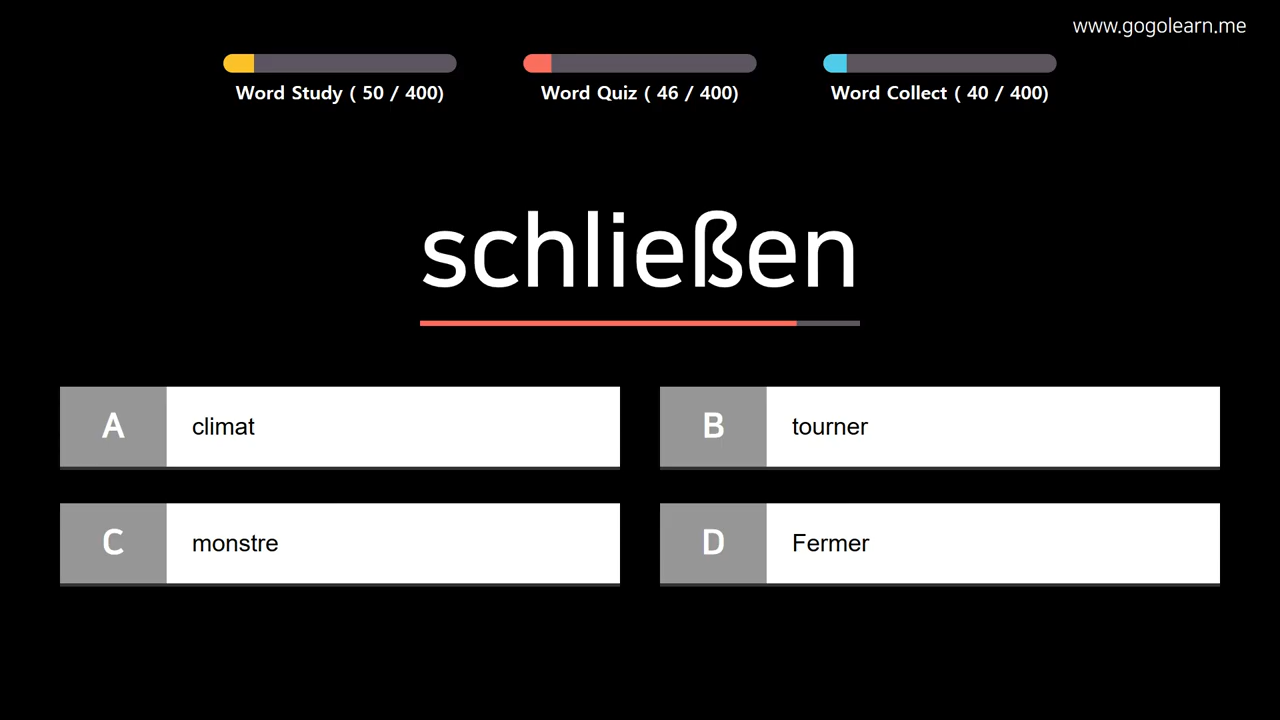 www.gogolearn.me
Word Study ( 50 / 400)
Word Quiz ( 46 / 400)
Word Collect ( 40 / 400)
schließen
A climat
B tourner
C monstre
D Fermer